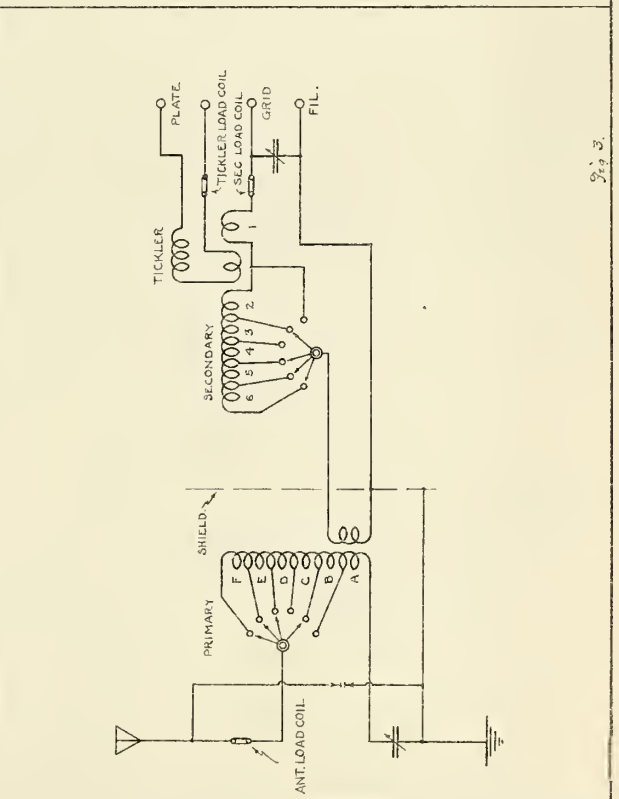 PLATE
TICKLER LOAD COIL
SEC LOAD COIL
GRID
FIL.
TICKLER
1
SECONDARY
2
3
4
5
6
SHIELD
PRIMARY
F
E
D
C
B
A
ANT. LOAD COIL
Fig 3.